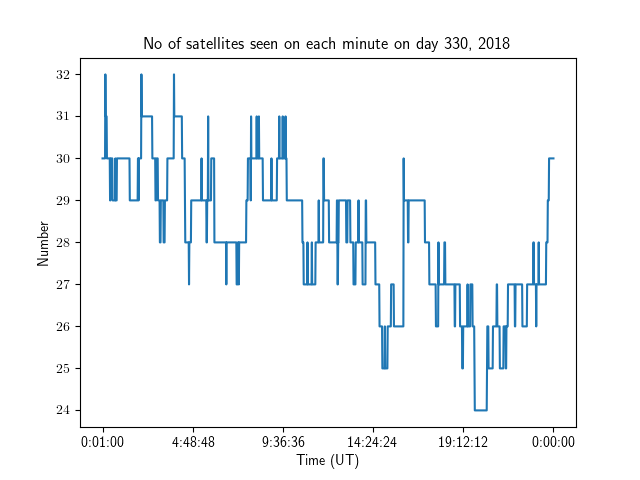 No of satellites seen on each minute on day 330, 2018
32
31
30
29
28
27
26
25
24
Number
0:01:00 4:48:48 9:36:36 14:24:24 19:12:12 0:00:00
Time (UT)